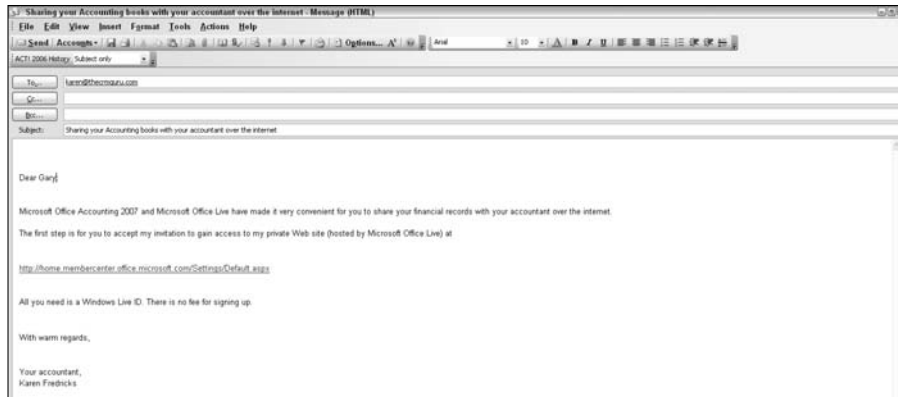 Sharing your Accounting books with your accountant over the internet - Message (HTML)
File Edit View Insert Format Tools Actions Help
Send Accounts Options... Arial 10 A B I U
ACT! 2006 History, Subject only
To...
karen@thecrmguru.com
Cc...
Bcc...
Subject: Sharing your Accounting books with your accountant over the internet
Dear Gary
Microsoft Office Accounting 2007 and Microsoft Office Live have made it very convenient for you to share your financial records with your accountant over the internet.
The first step is for you to accept my invitation to gain access to my private Web site (hosted by Microsoft Office Live) at
http://home.membercenter.office.microsoft.com/Settings/Default.aspx
All you need is a Windows Live ID. There is no fee for signing up.
With warm regards,
Your accountant,
Karen Fredricks